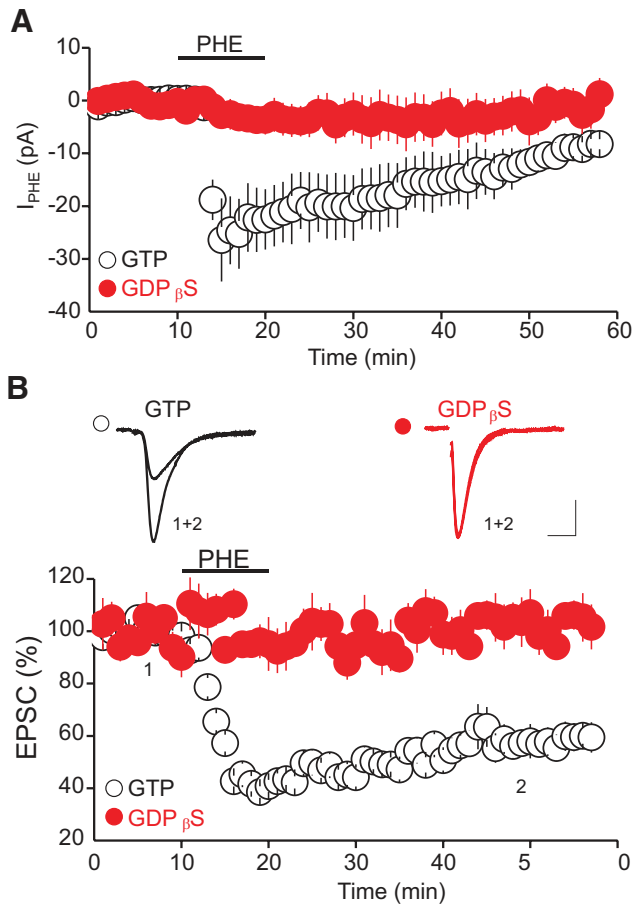 A
PHE
10
0
-10
-20
-30
-40
I PHE (pA)
GTP
GDP βS
0 10 20 30 40 50 60
Time (min)
B
GTP
GDP βS
1+2
1+2
PHE
120
100
80
60
40
20
EPSC (%)
1
2
GTP
GDP βS
0 10 20 30 40 5 0
Time (min)